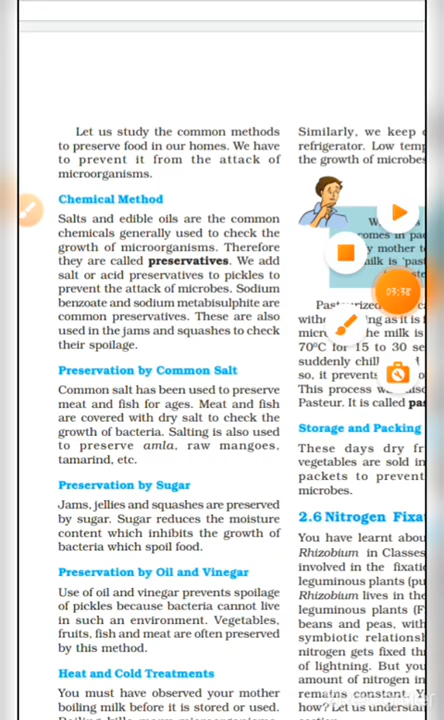 Let us study the common methods
to preserve food in our homes. We have
to prevent it from the attack of
microorganisms.
Chemical Method
Salts and edible oils are the common
chemicals generally used to check the
growth of microorganisms. Therefore
they are called preservatives. We add
salt or acid preservatives to pickles to
prevent the attack of microbes. Sodium
benzoate and sodium metabisulphite are
common preservatives. These are also
used in the jams and squashes to check
their spoilage.
Preservation by Common Salt
Common salt has been used to preserve
meat and fish for ages. Meat and fish
are covered with dry salt to check the
growth of bacteria. Salting is also used
to preserve amla, raw mangoes,
tamarind, etc.
Preservation by Sugar
Jams, jellies and squashes are preserved
by sugar. Sugar reduces the moisture
content which inhibits the growth of
bacteria which spoil food.
Preservation by Oil and Vinegar
Use of oil and vinegar prevents spoilage
of pickles because bacteria cannot live
in such an environment. Vegetables,
fruits, fish and meat are often preserved
by this method.
Heat and Cold Treatments
You must have observed your mother
boiling milk before it is stored or used.
Similarly, we keep
refrigerator. Low
the growth of microbes
mother
milk is
03:38
the milk is
70°C for 15 to 30
suddenly
so, it prevents
This process
Pasteur. It is called
Storage and Packing
These days dry
vegetables are sold in
packets to prevent
microbes.
2.6 Nitrogen
You have learnt
Rhizobium in Classes
involved in the
leguminous plants
Rhizobium lives in the
leguminous plants
beans and peas, with
symbiotic
nitrogen gets fixed
of lightning. But you
amount of nitrogen in
remains constant.
how? Let us